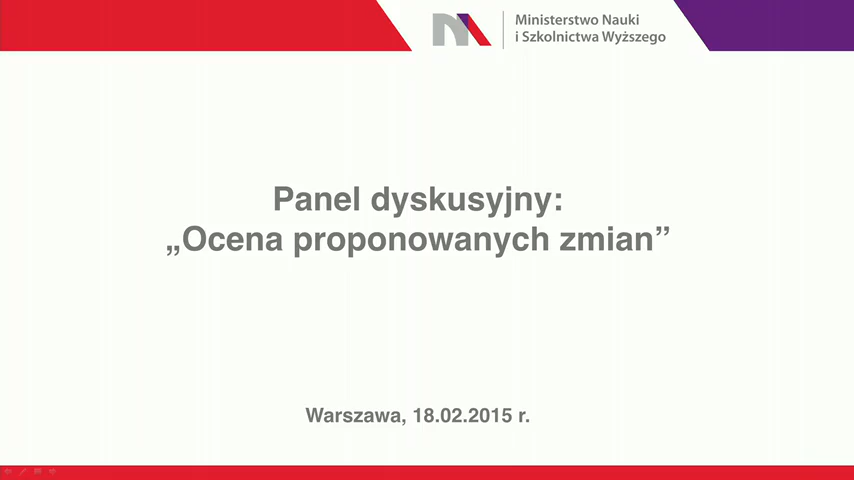 Ministerstwo Nauki
i Szkolnictwa Wyższego
Panel dyskusyjny:
„Ocena proponowanych zmian”
Warszawa, 18.02.2015 r.